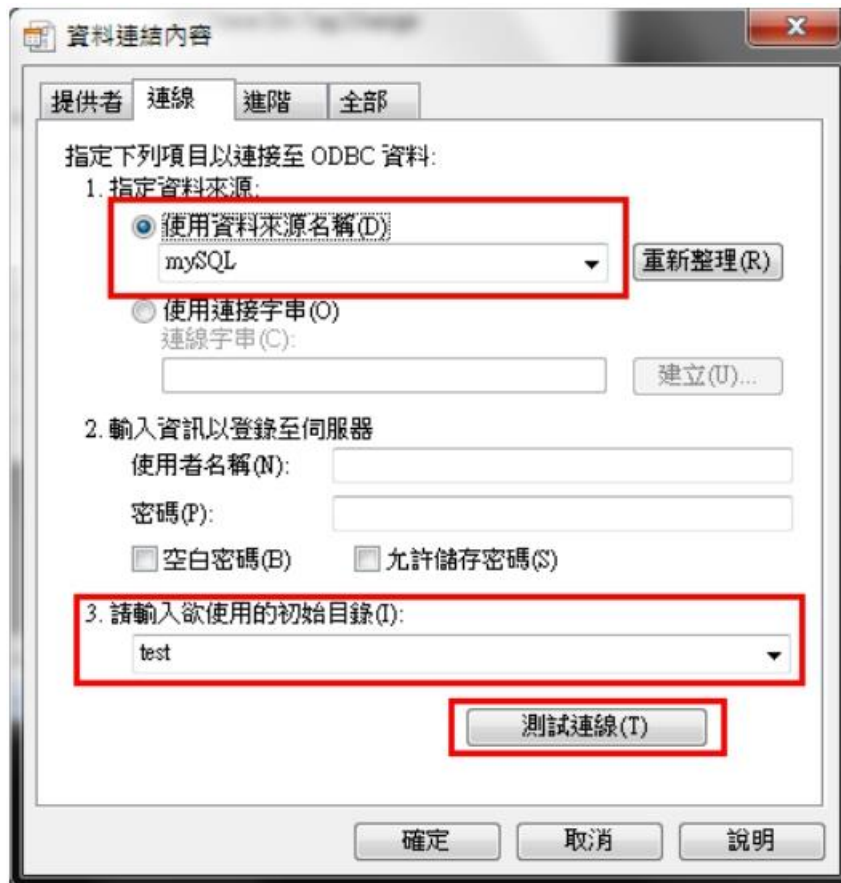 資料連結內容
提供者 連線 進階 全部
指定下列項目以連接至 ODBC 資料:
1. 指定資料來源:
使用資料來源名稱(D)
mySQL 重新整理(R)
使用連接字串(O)
連線字串(C):
建立(U)...
2. 輸入資訊以登錄至伺服器
使用者名稱(N):
密碼(P):
空白密碼(B) 允許儲存密碼(S)
3. 請輸入欲使用的初始目錄(I):
test
測試連線(T)
確定 取消 說明